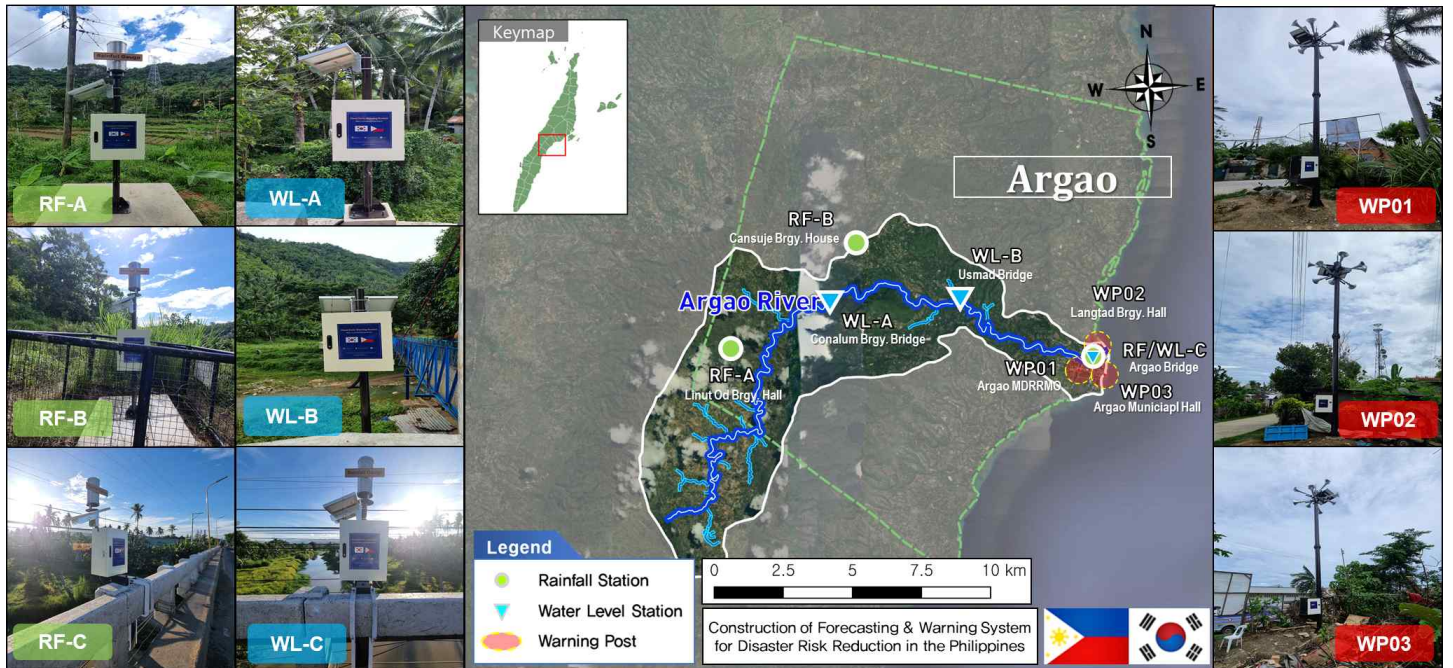 Rainfall Gauge
RF-A
WL-A
RF-B
WL-B
RF-C
WL-C
Keymap
N
W
E
S
Argao
RF-B
Cansuje Brgy. House
WL-B
Usmad Bridge
Argao River
WL-A
Conalum Brgy. Bridge
WP02
Langtad Brgy. Hall
RF/WL-C
Argao Bridge
WP01
Argao MDRRMO
WP03
Argao Municiapl Hall
RF-A
Linut Od Brgy. Hall
Legend
Rainfall Station
Water Level Station
Warning Post
0 2.5 5 7.5 10 km
Construction of Forecasting & Warning System
for Disaster Risk Reduction in the Philippines
WP01
WP02
WP03